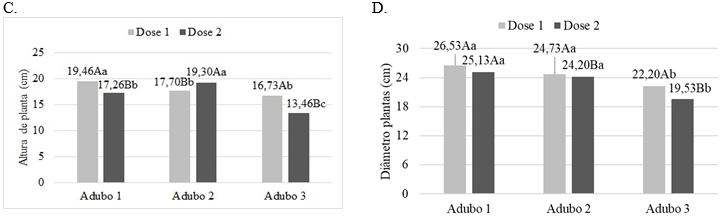 C.
Dose 1 Dose 2
Altura de planta (cm)
25
20
15
10
5
0
19,46Aa
17,26Bb
17,70Bb
19,30Aa
16,73Ab
13,46Bc
Adubo 1 Adubo 2 Adubo 3
D.
Dose 1 Dose 2
Diâmetro plantas (cm)
30
24
18
12
6
0
26,53Aa
25,13Aa
24,73Aa
24,20Ba
22,20Ab
19,53Bb
Adubo 1 Adubo 2 Adubo 3